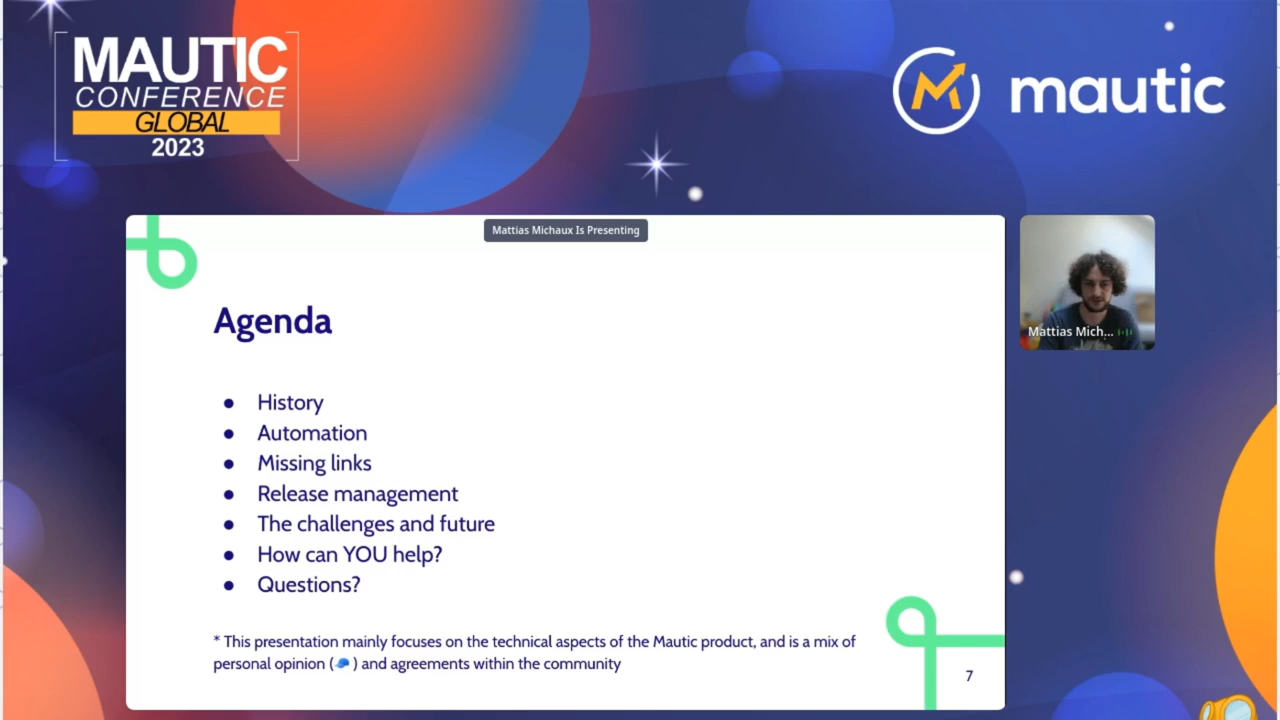 MAUTIC
CONFERENCE
GLOBAL
2023
mautic
Mattias Michaux Is Presenting
Agenda
● History
● Automation
● Missing links
● Release management
● The challenges and future
● How can YOU help?
● Questions?
* This presentation mainly focuses on the technical aspects of the Mautic product, and is a mix of
personal opinion (🧢) and agreements within the community
7
Mattias Mich...